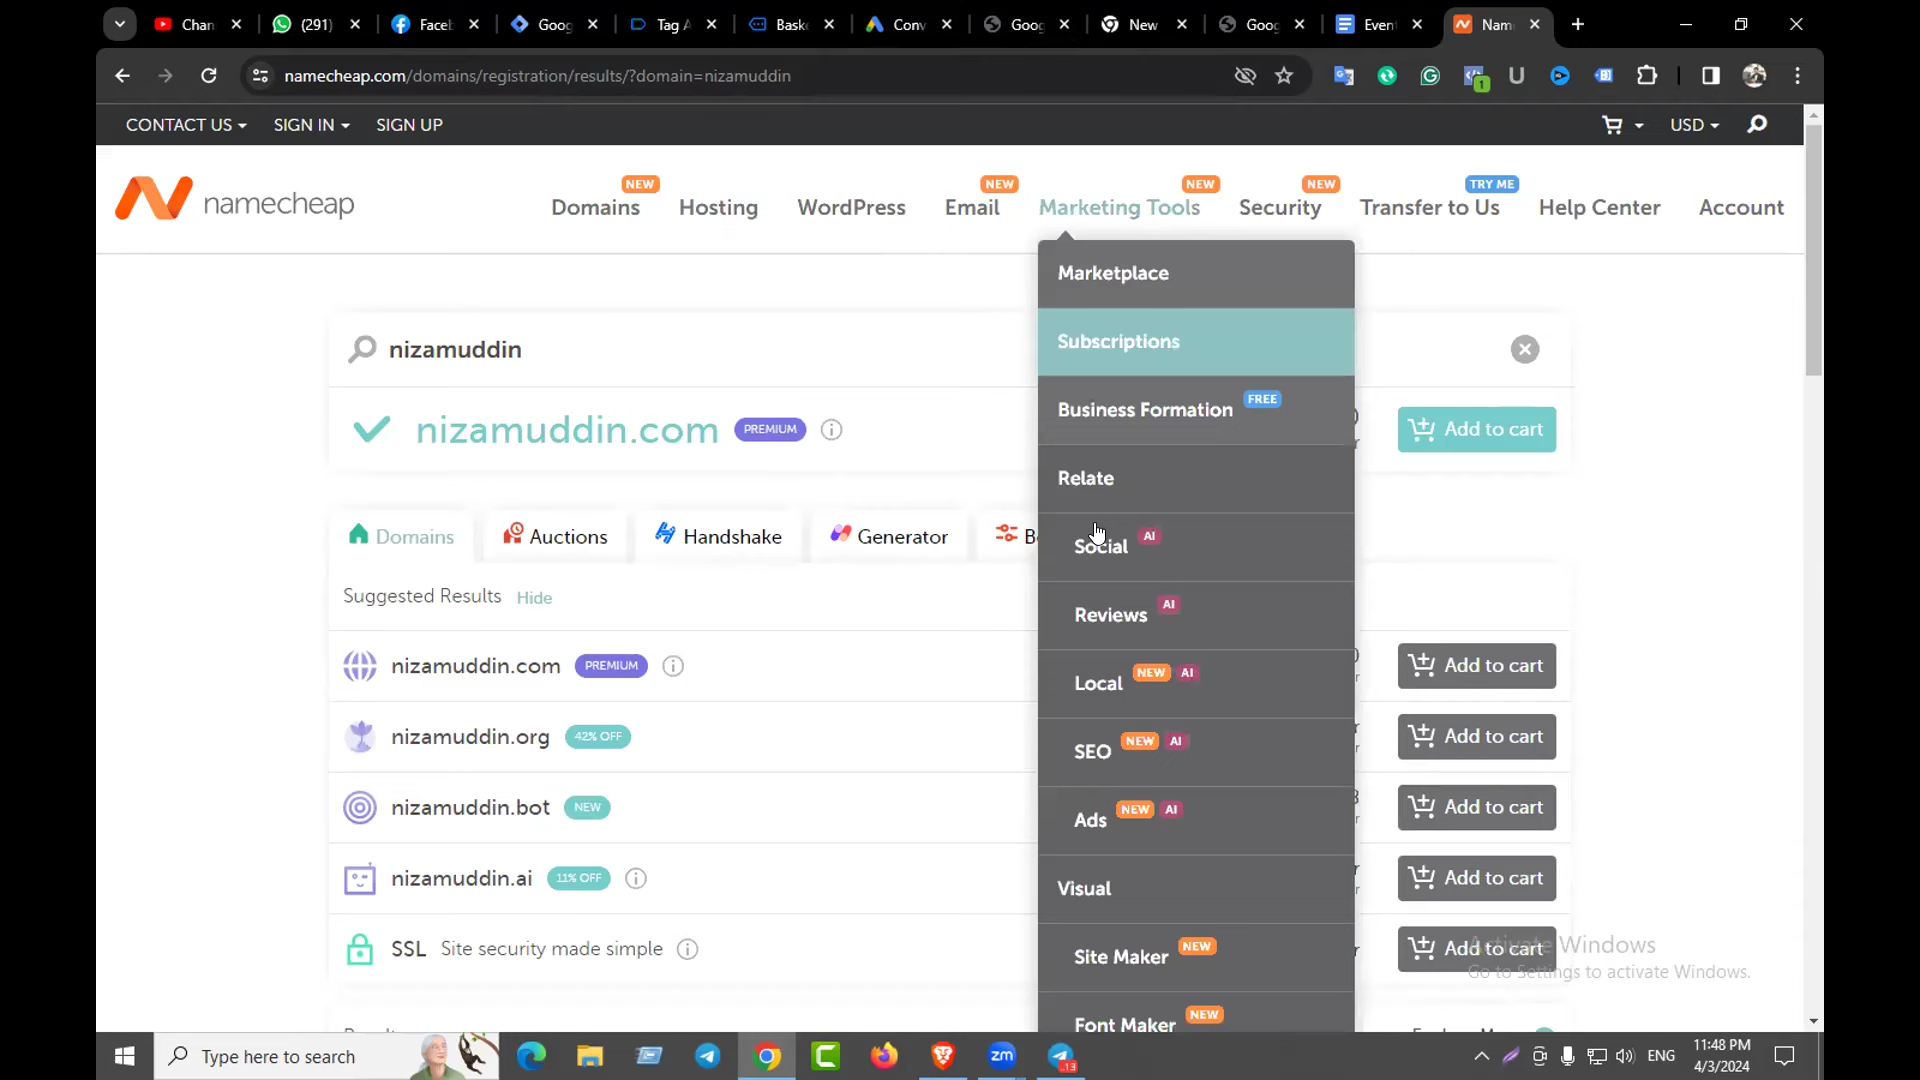 Chan
(291)
Faceb
Goog
Tag A
Bask
Conv
Goog
New
Goog
Even
Nam
namecheap.com/domains/registration/results/?domain=nizamuddin
1
CONTACT US
SIGN IN
SIGN UP
USD
namecheap
Domains NEW
Hosting
WordPress
Email NEW
Marketing Tools NEW
Security NEW
Transfer to Us TRY ME
Help Center
Account
Marketplace
Subscriptions
Business Formation FREE
Relate
Social AI
Reviews AI
Local NEW AI
SEO NEW AI
Ads NEW AI
Visual
Site Maker NEW
Font Maker NEW
nizamuddin
nizamuddin.com PREMIUM
Add to cart
Domains
Auctions
Handshake
Generator
Suggested Results Hide
nizamuddin.com PREMIUM
Add to cart
nizamuddin.org 42% OFF
Add to cart
nizamuddin.bot NEW
Add to cart
nizamuddin.ai 11% OFF
Add to cart
SSL Site security made simple
Add to cart
Activate Windows
Go to Settings to activate Windows.
Type here to search
zm
13
ENG
11:48 PM
4/3/2024